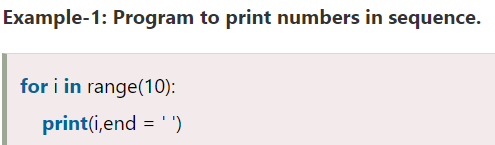 Example-1: Program to print numbers in sequence.
for i in range(10):
print(i,end = ' ')